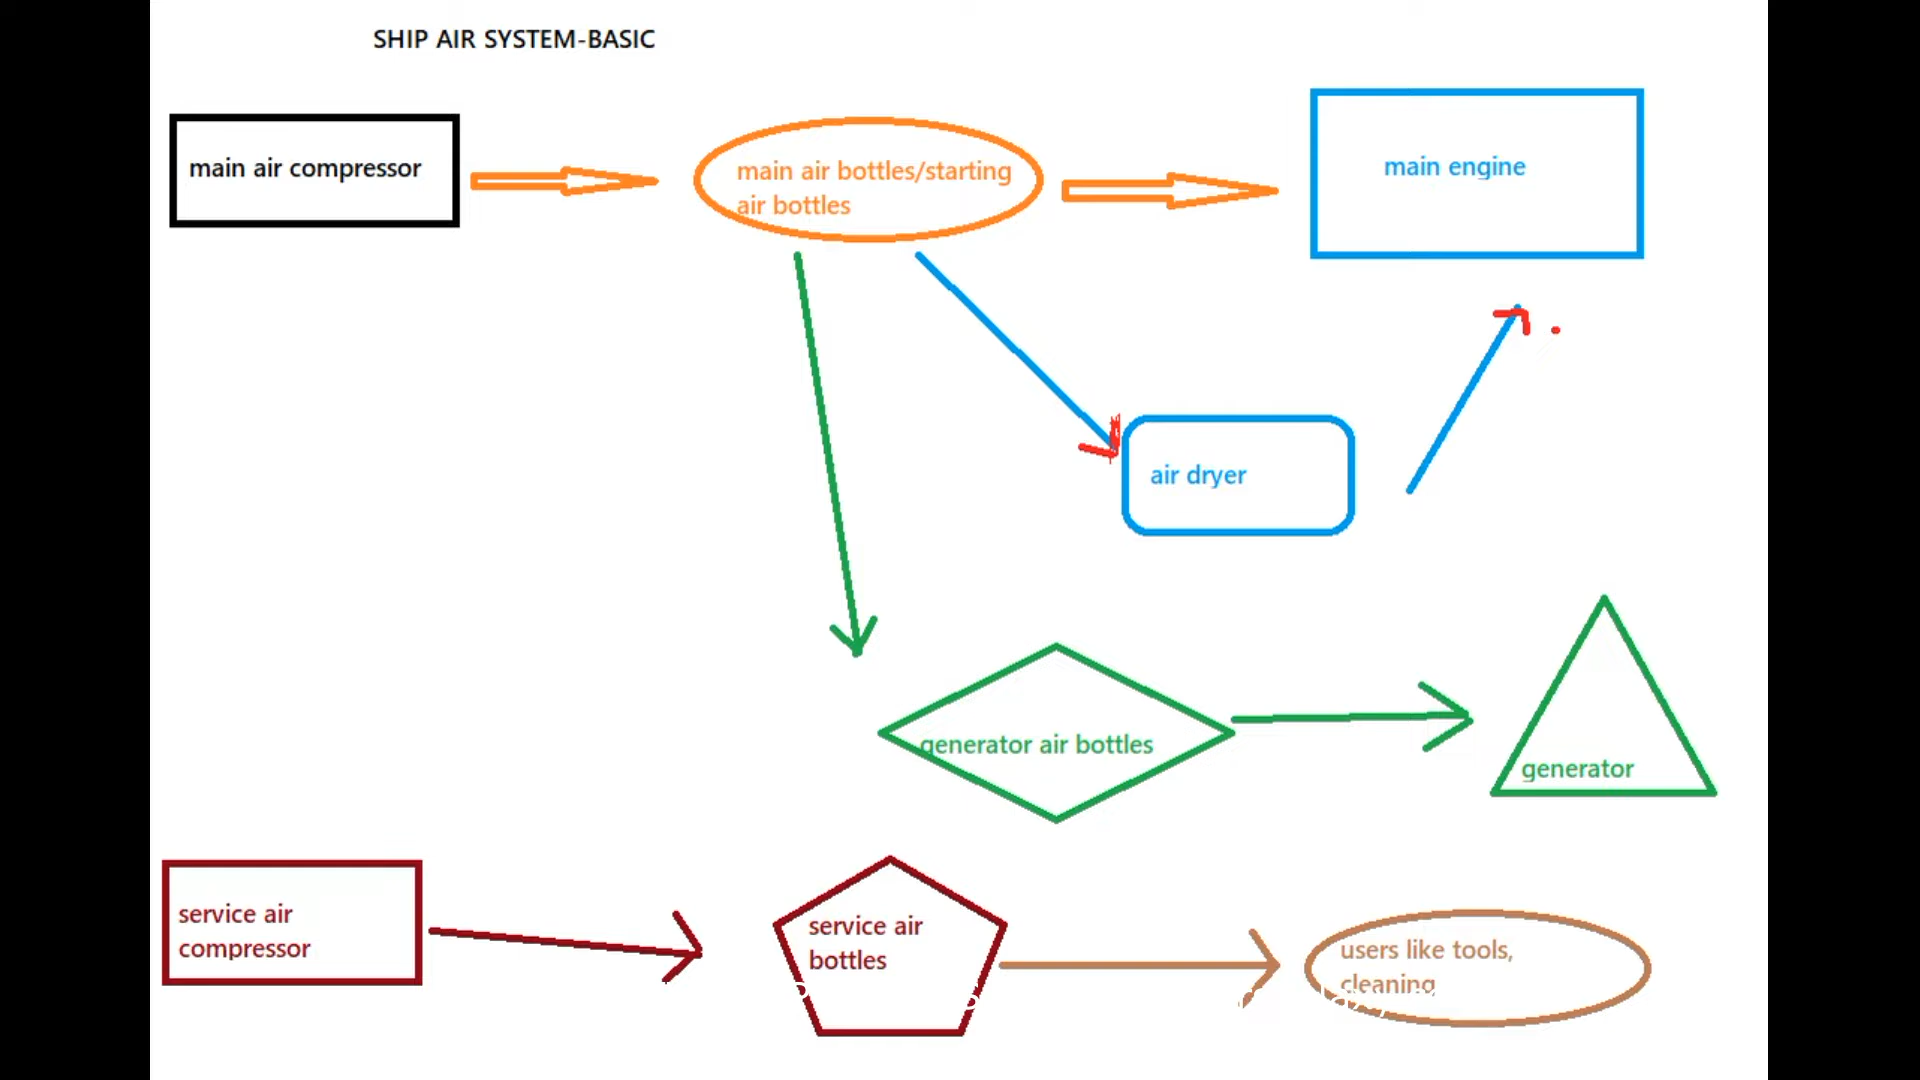 SHIP AIR SYSTEM-BASIC
main air compressor
main air bottles/starting
air bottles
main engine
air dryer
generator air bottles
generator
service air
compressor
service air
bottles
users like tools,
cleaning